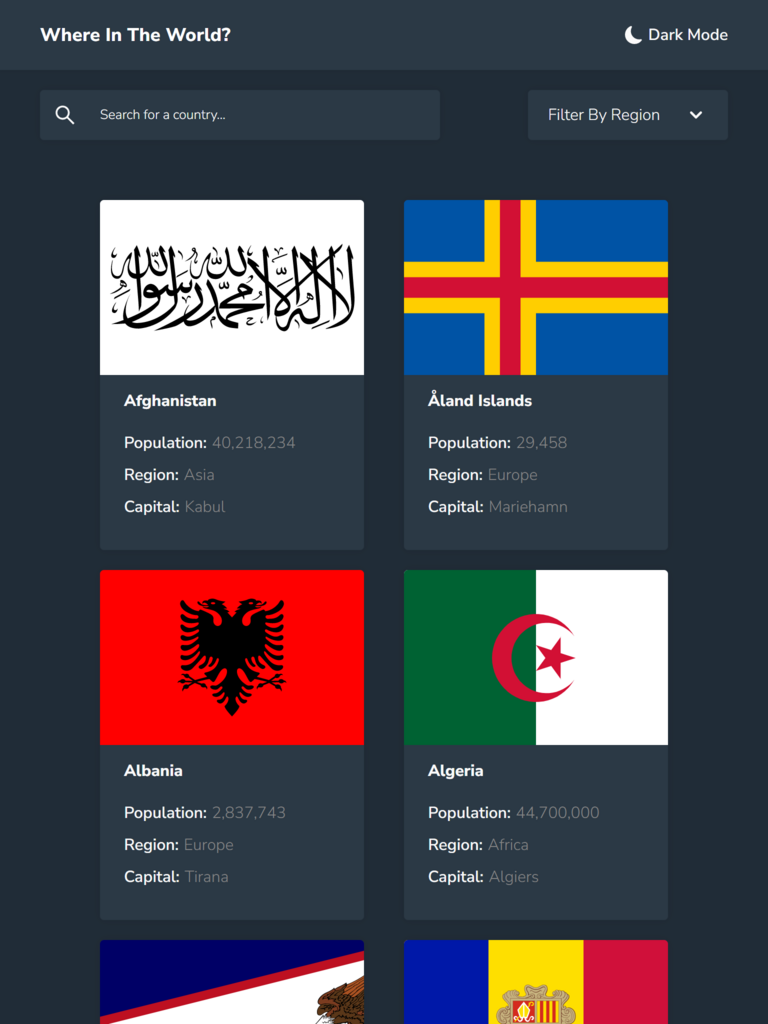 Where In The World?
Dark Mode
Search for a country...
Filter By Region
لا إله إلا الله محمد رسول الله
Afghanistan
Population: 40,218,234
Region: Asia
Capital: Kabul
Åland Islands
Population: 29,458
Region: Europe
Capital: Mariehamn
Albania
Population: 2,837,743
Region: Europe
Capital: Tirana
Algeria
Population: 44,700,000
Region: Africa
Capital: Algiers